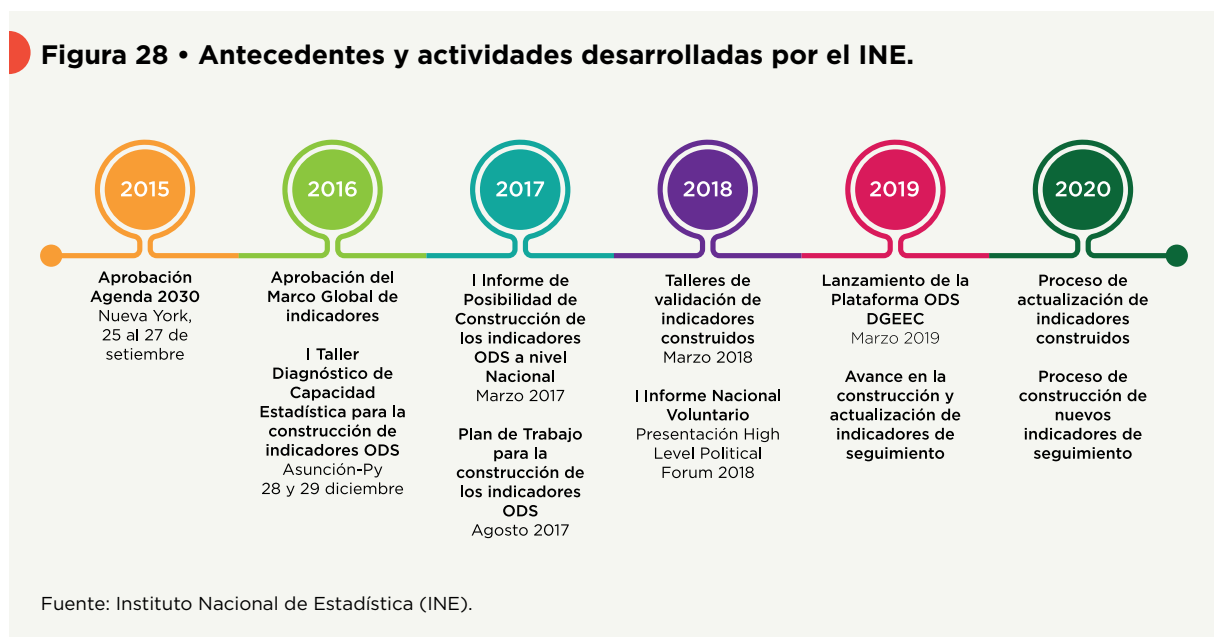 Figura 28 • Antecedentes y actividades desarrolladas por el INE.
2015
Aprobación
Agenda 2030
Nueva York,
25 al 27 de
setiembre
2016
Aprobación del
Marco Global de
indicadores
I Taller
Diagnóstico de
Capacidad
Estadística para la
construcción de
indicadores ODS
Asunción-Py
28 y 29 diciembre
2017
I Informe de
Posibilidad de
Construcción de
los indicadores
ODS a nivel
Nacional
Marzo 2017
Plan de Trabajo
para la
construcción de
los indicadores
ODS
Agosto 2017
2018
Talleres de
validación de
indicadores
construidos
Marzo 2018
I Informe Nacional
Voluntario
Presentación High
Level Political
Forum 2018
2019
Lanzamiento de la
Plataforma ODS
DGEEC
Marzo 2019
Avance en la
construcción y
actualización de
indicadores de
seguimiento
2020
Proceso de
actualización de
indicadores
construidos
Proceso de
construcción de
nuevos
indicadores de
seguimiento
Fuente: Instituto Nacional de Estadística (INE).